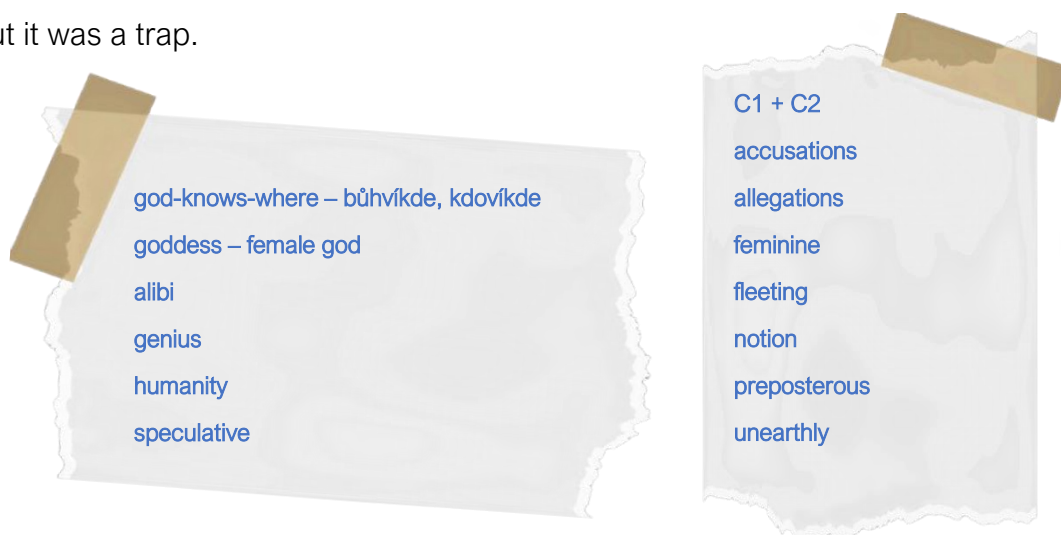 ut it was a trap.
god-knows-where – bůhvíkde, kdovíkde
goddess – female god
alibi
genius
humanity
speculative
C1 + C2
accusations
allegations
feminine
fleeting
notion
preposterous
unearthly